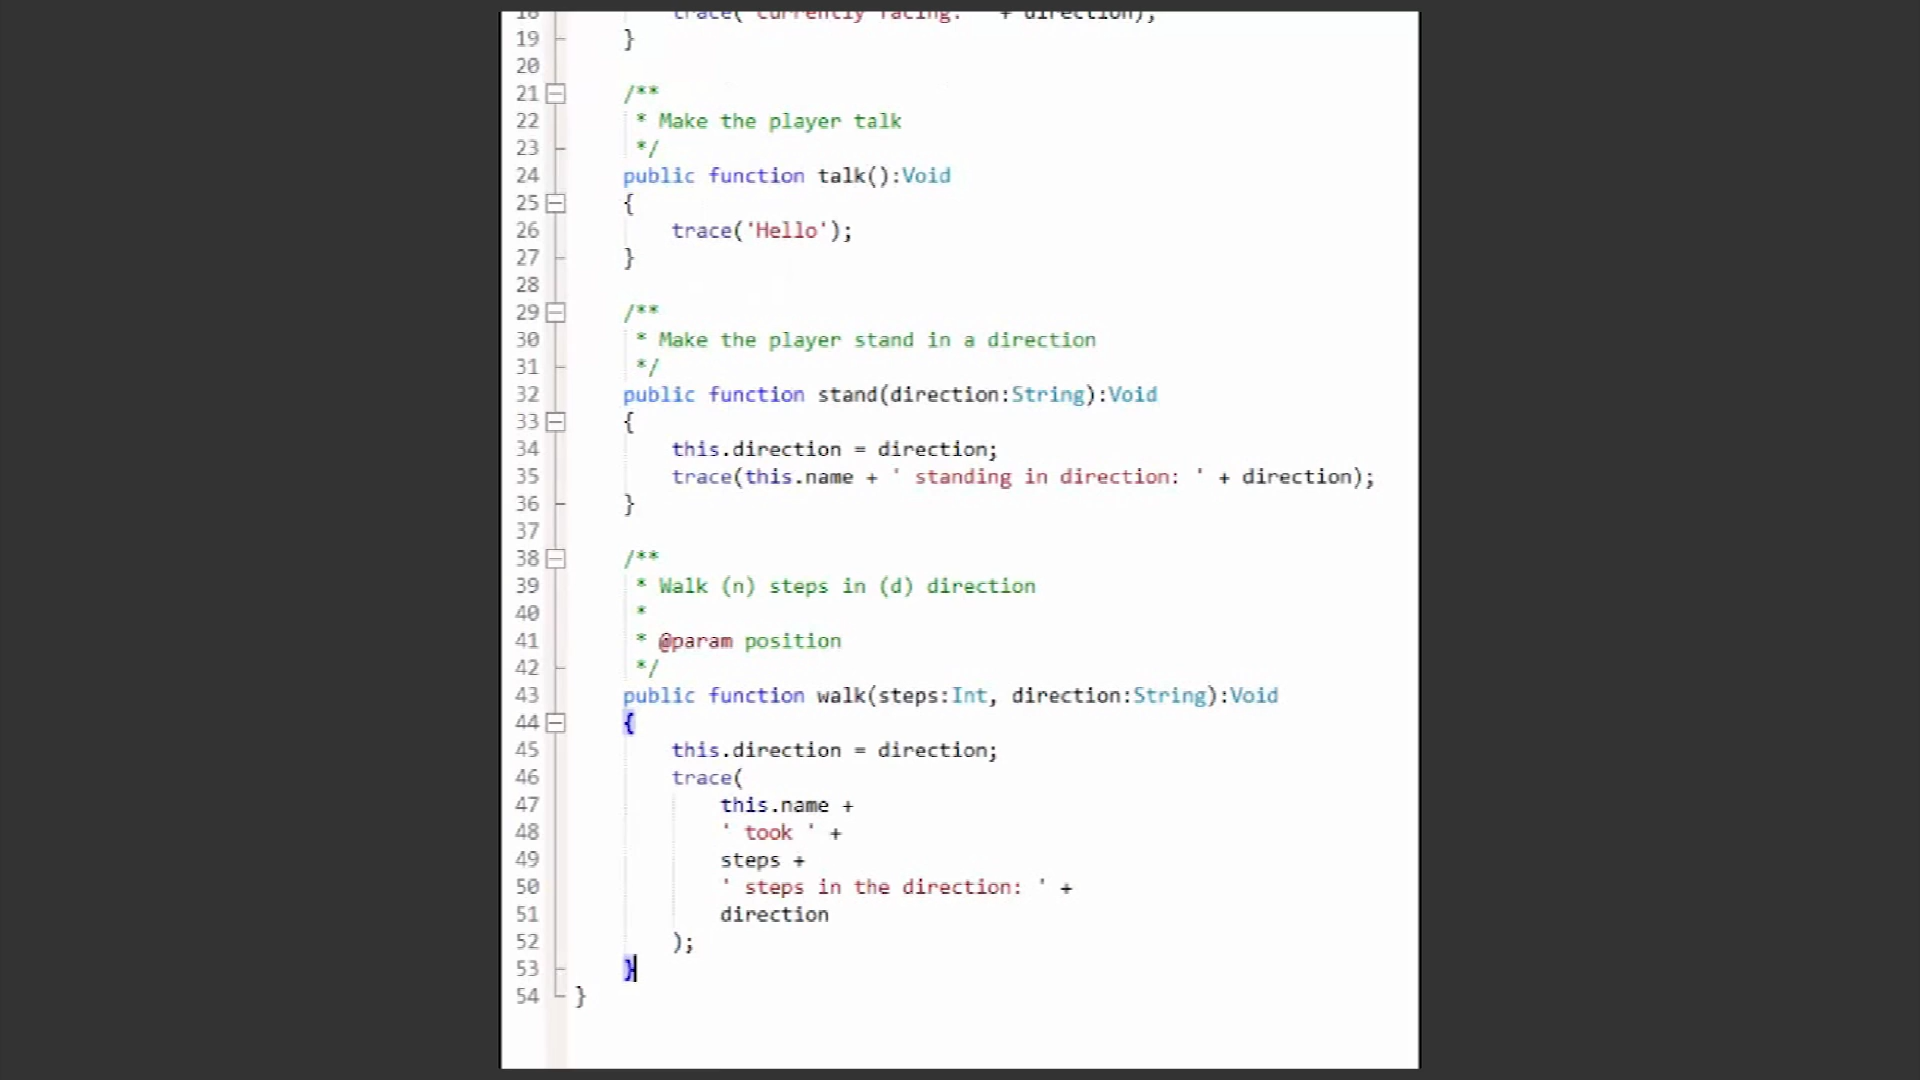 18 trace('Currently facing: ' + direction);
19 }
20
21 /**
22 * Make the player talk
23 */
24 public function talk():Void
25 {
26 trace('Hello');
27 }
28
29 /**
30 * Make the player stand in a direction
31 */
32 public function stand(direction:String):Void
33 {
34 this.direction = direction;
35 trace(this.name + ' standing in direction: ' + direction);
36 }
37
38 /**
39 * Walk (n) steps in (d) direction
40 *
41 * @param position
42 */
43 public function walk(steps:Int, direction:String):Void
44 {
45 this.direction = direction;
46 trace(
47 this.name +
48 ' took ' +
49 steps +
50 ' steps in the direction: ' +
51 direction
52 );
53 }
54 }